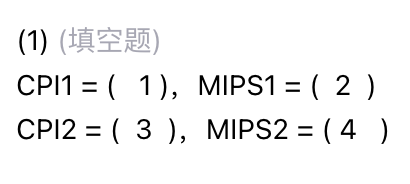 (1) (填空题)
CPI1 = (   1 ),  MIPS1 = (  2  )
CPI2 = (  3  ),  MIPS2 = ( 4   )